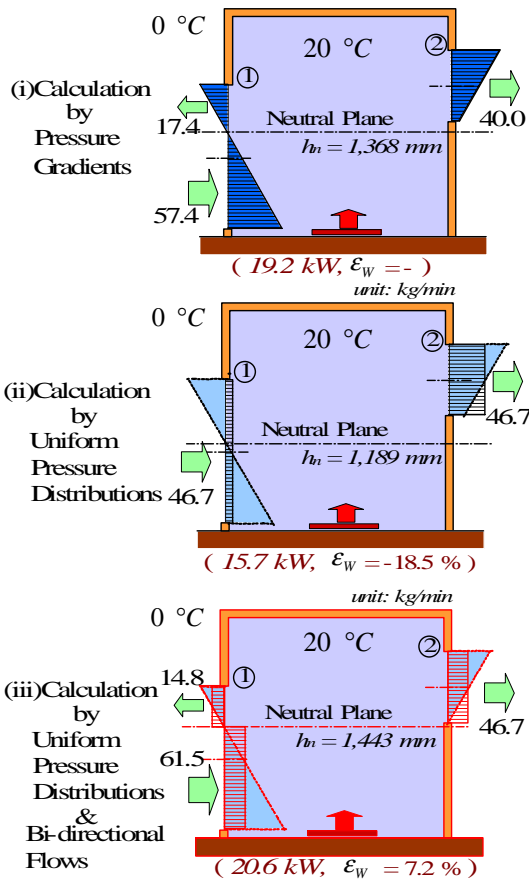 0 °C
20 °C
①
②
(i)Calculation
by
Pressure
Gradients
17.4
Neutral Plane
hn = 1,368 mm
40.0
57.4
( 19.2 kW, εW =- )
unit: kg/min
0 °C
20 °C
①
②
(ii)Calculation
by
Uniform
Pressure
Distributions
Neutral Plane
hn = 1,189 mm
46.7
46.7
( 15.7 kW, εW =-18.5 % )
unit: kg/min
0 °C
20 °C
①
②
14.8
(iii)Calculation
by
Uniform
Pressure
Distributions
&
Bi-directional
Flows
Neutral Plane
hn = 1,443 mm
46.7
61.5
(20.6 kW, εW = 7.2 % )